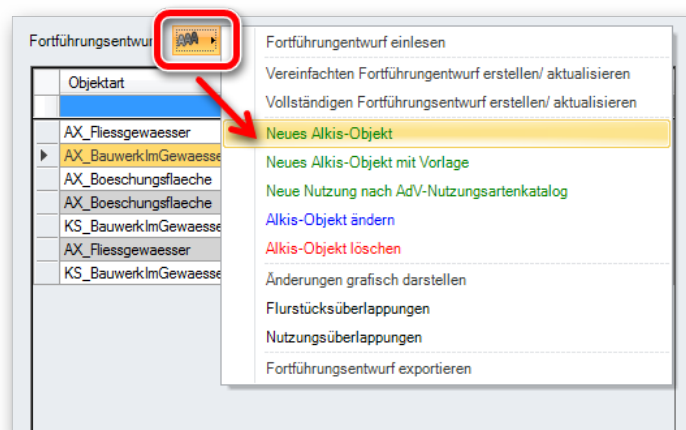 Fortführungsentwur
Objektart
AX_Fliessgewaesser
AX_BauwerkImGewaesse
AX_Boeschungsflaeche
AX_Boeschungsflaeche
KS_BauwerkImGewaesse
AX_Fliessgewaesser
KS_BauwerkImGewaesse
Fortführungentwurf einlesen
Vereinfachten Fortführungentwurf erstellen/ aktualisieren
Vollständigen Fortführungsentwurf erstellen/ aktualisieren
Neues Alkis-Objekt
Neues Alkis-Objekt mit Vorlage
Neue Nutzung nach AdV-Nutzungsartenkatalog
Alkis-Objekt ändern
Alkis-Objekt löschen
Änderungen grafisch darstellen
Flurstücksüberlappungen
Nutzungsüberlappungen
Fortführungsentwurf exportieren